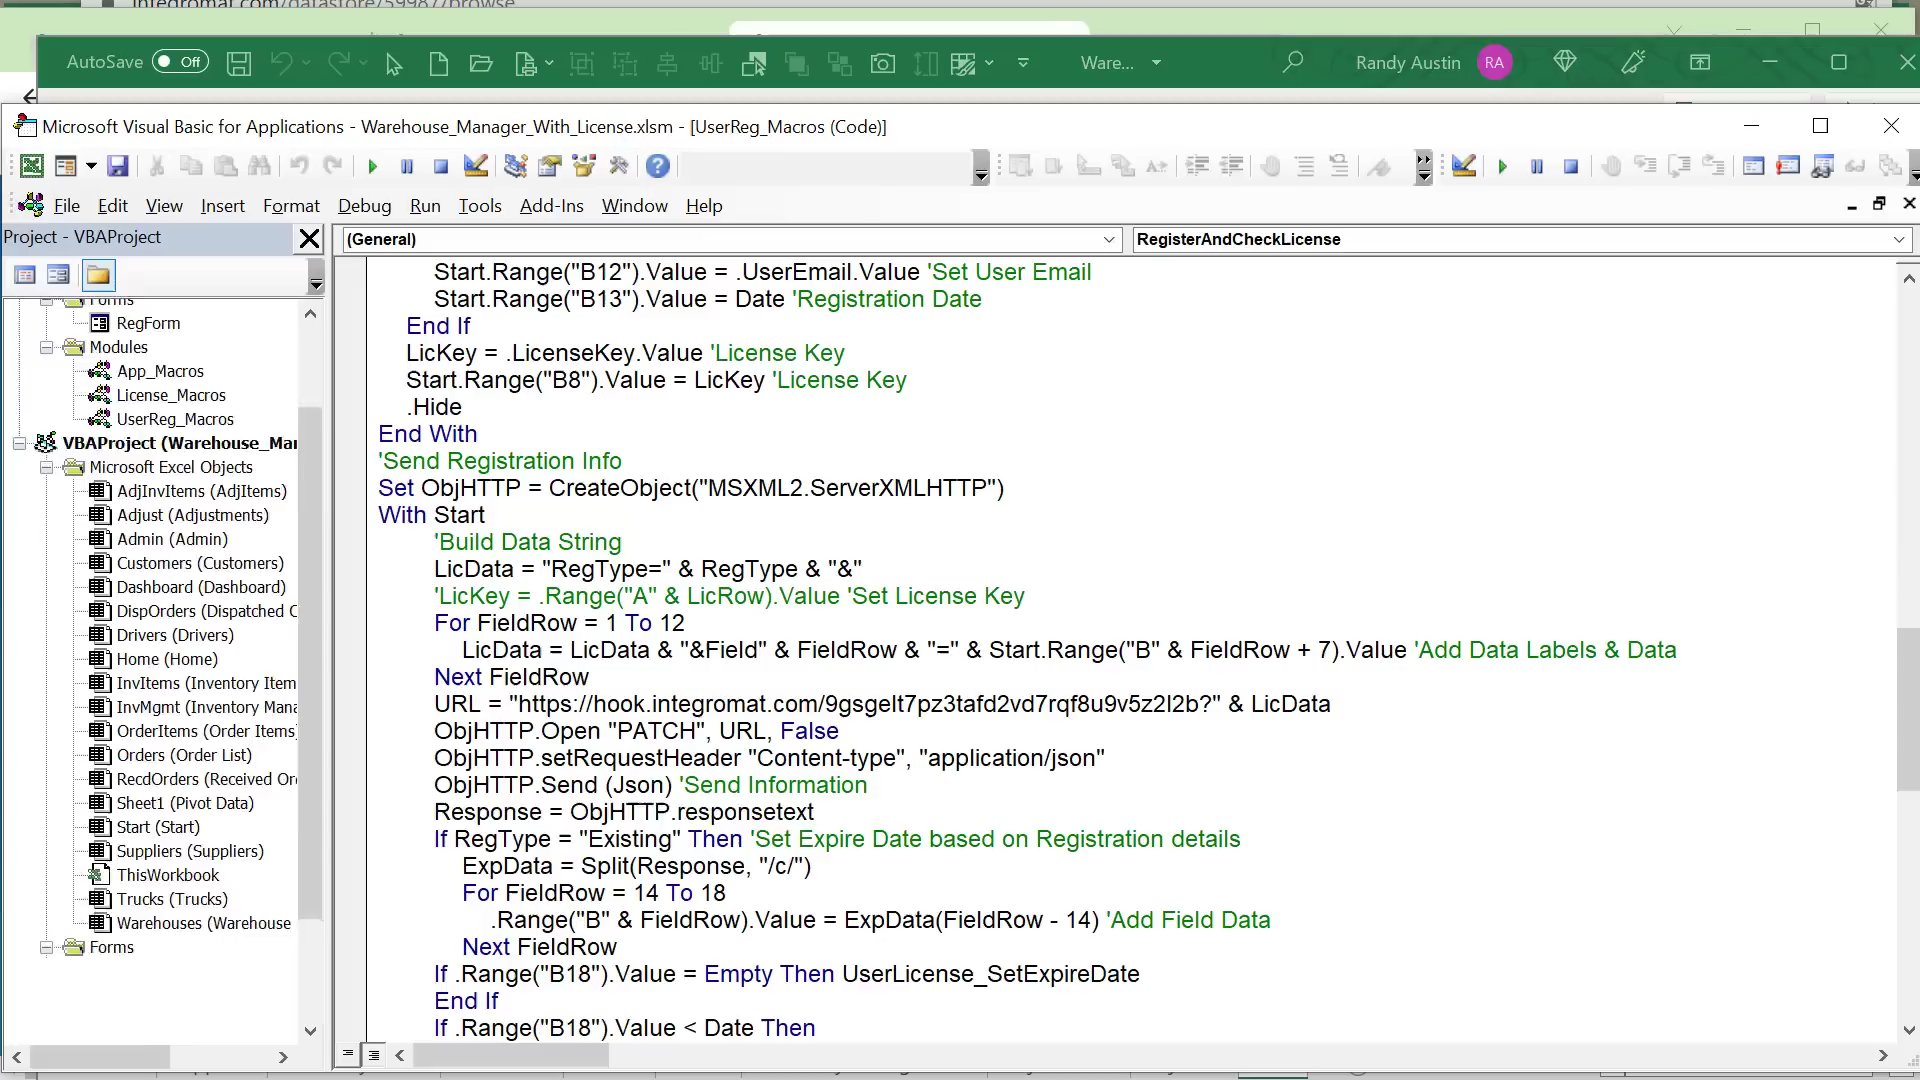 integromat.com/datastore/59987/browse
AutoSave Off Ware... Randy Austin RA
Microsoft Visual Basic for Applications - Warehouse_Manager_With_License.xlsm - [UserReg_Macros (Code)]
File Edit View Insert Format Debug Run Tools Add-Ins Window Help
Project - VBAProject
(General) RegisterAndCheckLicense
Forms
RegForm
Modules
App_Macros
License_Macros
UserReg_Macros
VBAProject (Warehouse_Mar
Microsoft Excel Objects
AdjInvItems (AdjItems)
Adjust (Adjustments)
Admin (Admin)
Customers (Customers)
Dashboard (Dashboard)
DispOrders (Dispatched C
Drivers (Drivers)
Home (Home)
InvItems (Inventory Item
InvMgmt (Inventory Mana
OrderItems (Order Items)
Orders (Order List)
RecdOrders (Received Or
Sheet1 (Pivot Data)
Start (Start)
Suppliers (Suppliers)
ThisWorkbook
Trucks (Trucks)
Warehouses (Warehouse
Forms
Start.Range("B12").Value = .UserEmail.Value 'Set User Email
Start.Range("B13").Value = Date 'Registration Date
End If
LicKey = .LicenseKey.Value 'License Key
Start.Range("B8").Value = LicKey 'License Key
.Hide
End With
'Send Registration Info
Set ObjHTTP = CreateObject("MSXML2.ServerXMLHTTP")
With Start
'Build Data String
LicData = "RegType=" & RegType & "&"
'LicKey = .Range("A" & LicRow).Value 'Set License Key
For FieldRow = 1 To 12
LicData = LicData & "&Field" & FieldRow & "=" & Start.Range("B" & FieldRow + 7).Value 'Add Data Labels & Data
Next FieldRow
URL = "https://hook.integromat.com/9gsgelt7pz3tafd2vd7rqf8u9v5z2l2b?" & LicData
ObjHTTP.Open "PATCH", URL, False
ObjHTTP.setRequestHeader "Content-type", "application/json"
ObjHTTP.Send (Json) 'Send Information
Response = ObjHTTP.responsetext
If RegType = "Existing" Then 'Set Expire Date based on Registration details
ExpData = Split(Response, "/c/")
For FieldRow = 14 To 18
.Range("B" & FieldRow).Value = ExpData(FieldRow - 14) 'Add Field Data
Next FieldRow
If .Range("B18").Value = Empty Then UserLicense_SetExpireDate
End If
If .Range("B18").Value < Date Then